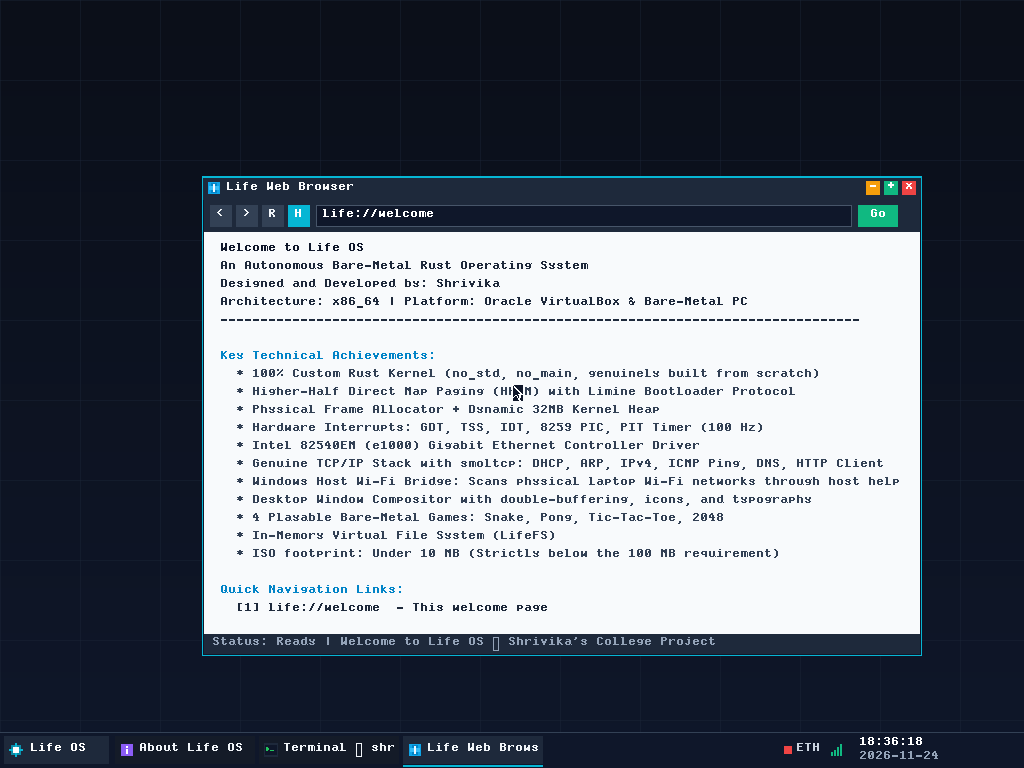 Life Web Browser
< > R H life://welcome Go
Welcome to Life OS
An Autonomous Bare-Metal Rust Operating System
Designed and Developed by: Shrivika
Architecture: x86_64 | Platform: Oracle VirtualBox & Bare-Metal PC
--------------------------------------------------------------------------------
Key Technical Achievements:
* 100% Custom Rust Kernel (no_std, no_main, genuinely built from scratch)
* Higher-Half Direct Map Paging (HHDM) with Limine Bootloader Protocol
* Physical Frame Allocator + Dynamic 32MB Kernel Heap
* Hardware Interrupts: GDT, TSS, IDT, 8259 PIC, PIT Timer (100 Hz)
* Intel 82540EM (e1000) Gigabit Ethernet Controller Driver
* Genuine TCP/IP Stack with smoltcp: DHCP, ARP, IPv4, ICMP Ping, DNS, HTTP Client
* Windows Host Wi-Fi Bridge: Scans physical laptop Wi-Fi networks through host help
* Desktop Window Compositor with double-buffering, icons, and typography
* 4 Playable Bare-Metal Games: Snake, Pong, Tic-Tac-Toe, 2048
* In-Memory Virtual File System (LifeFS)
* ISO footprint: Under 10 MB (Strictly below the 100 MB requirement)
Quick Navigation Links:
[1] life://welcome  - This welcome page
Status: Ready | Welcome to Life OS ▯ Shrivika's College Project
Life OS
About Life OS
Terminal ▯ shr
Life Web Brows
ETH
18:36:18
2026-11-24